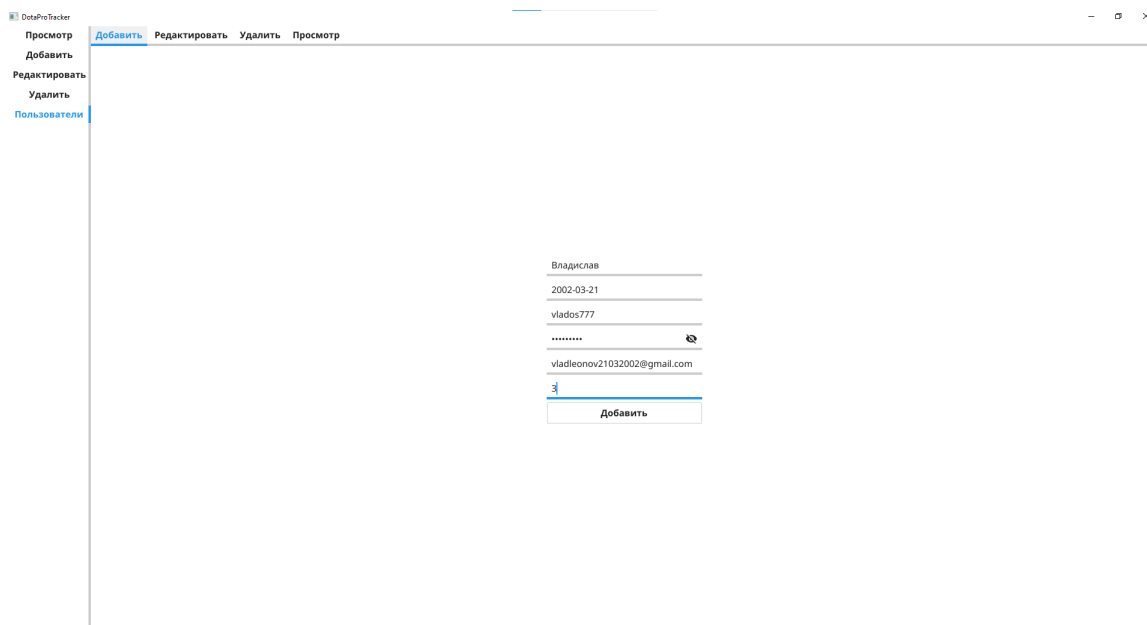 DotaProTracker
Просмотр
Добавить
Редактировать
Удалить
Пользователи
Добавить Редактировать Удалить Просмотр
Владислав
2002-03-21
vlados777
•••••••••
vladleonov21032002@gmail.com
3
Добавить